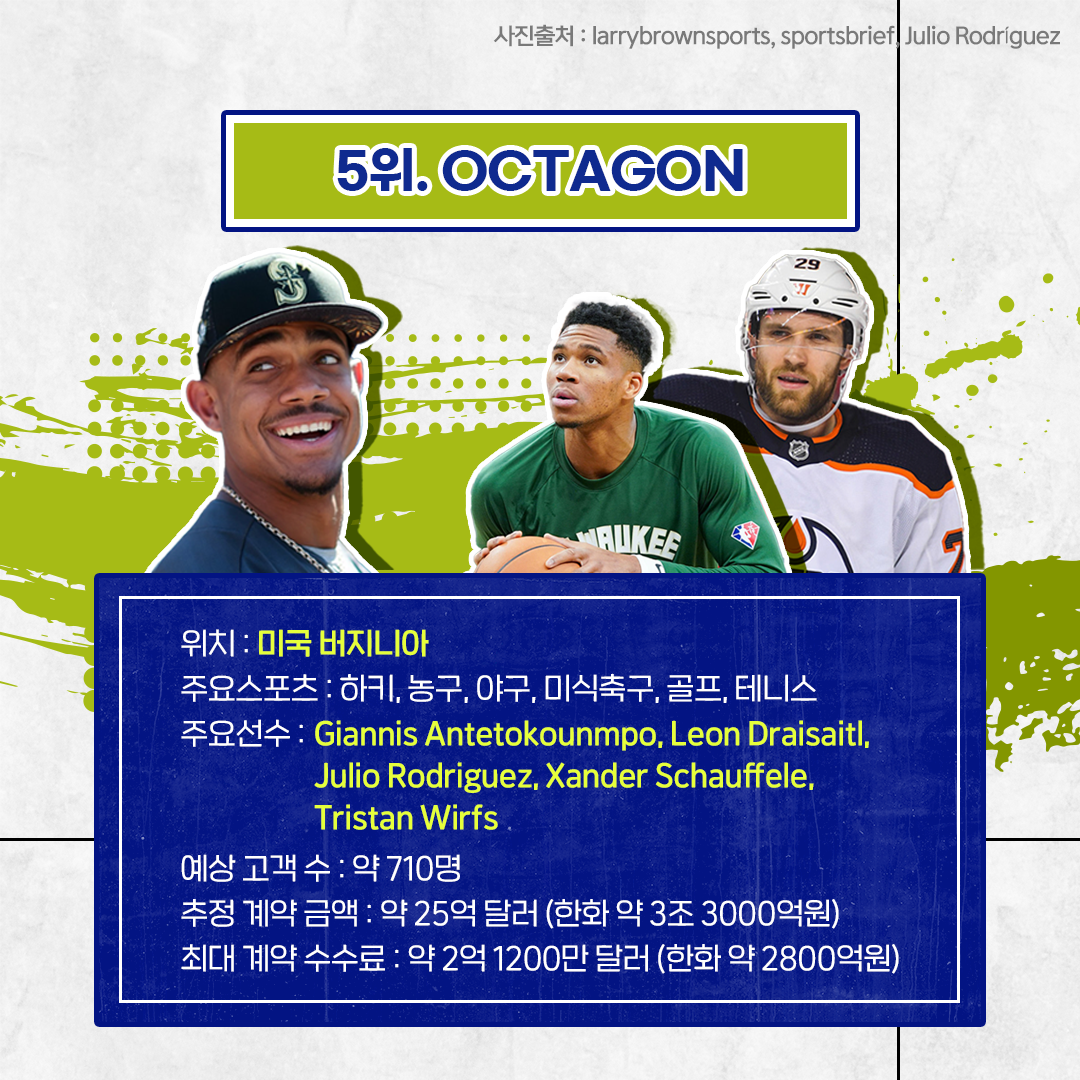 사진출처 : larrybrownsports, sportsbrief, Julio Rodríguez
5위. OCTAGON
S
29
WAUKEE
위치 : 미국 버지니아
주요스포츠 : 하키, 농구, 야구, 미식축구, 골프, 테니스
주요선수 : Giannis Antetokounmpo, Leon Draisaitl,
Julio Rodriguez, Xander Schauffele,
Tristan Wirfs
예상 고객 수 : 약 710명
추정 계약 금액 : 약 25억 달러 (한화 약 3조 3000억원)
최대 계약 수수료 : 약 2억 1200만 달러 (한화 약 2800억원)